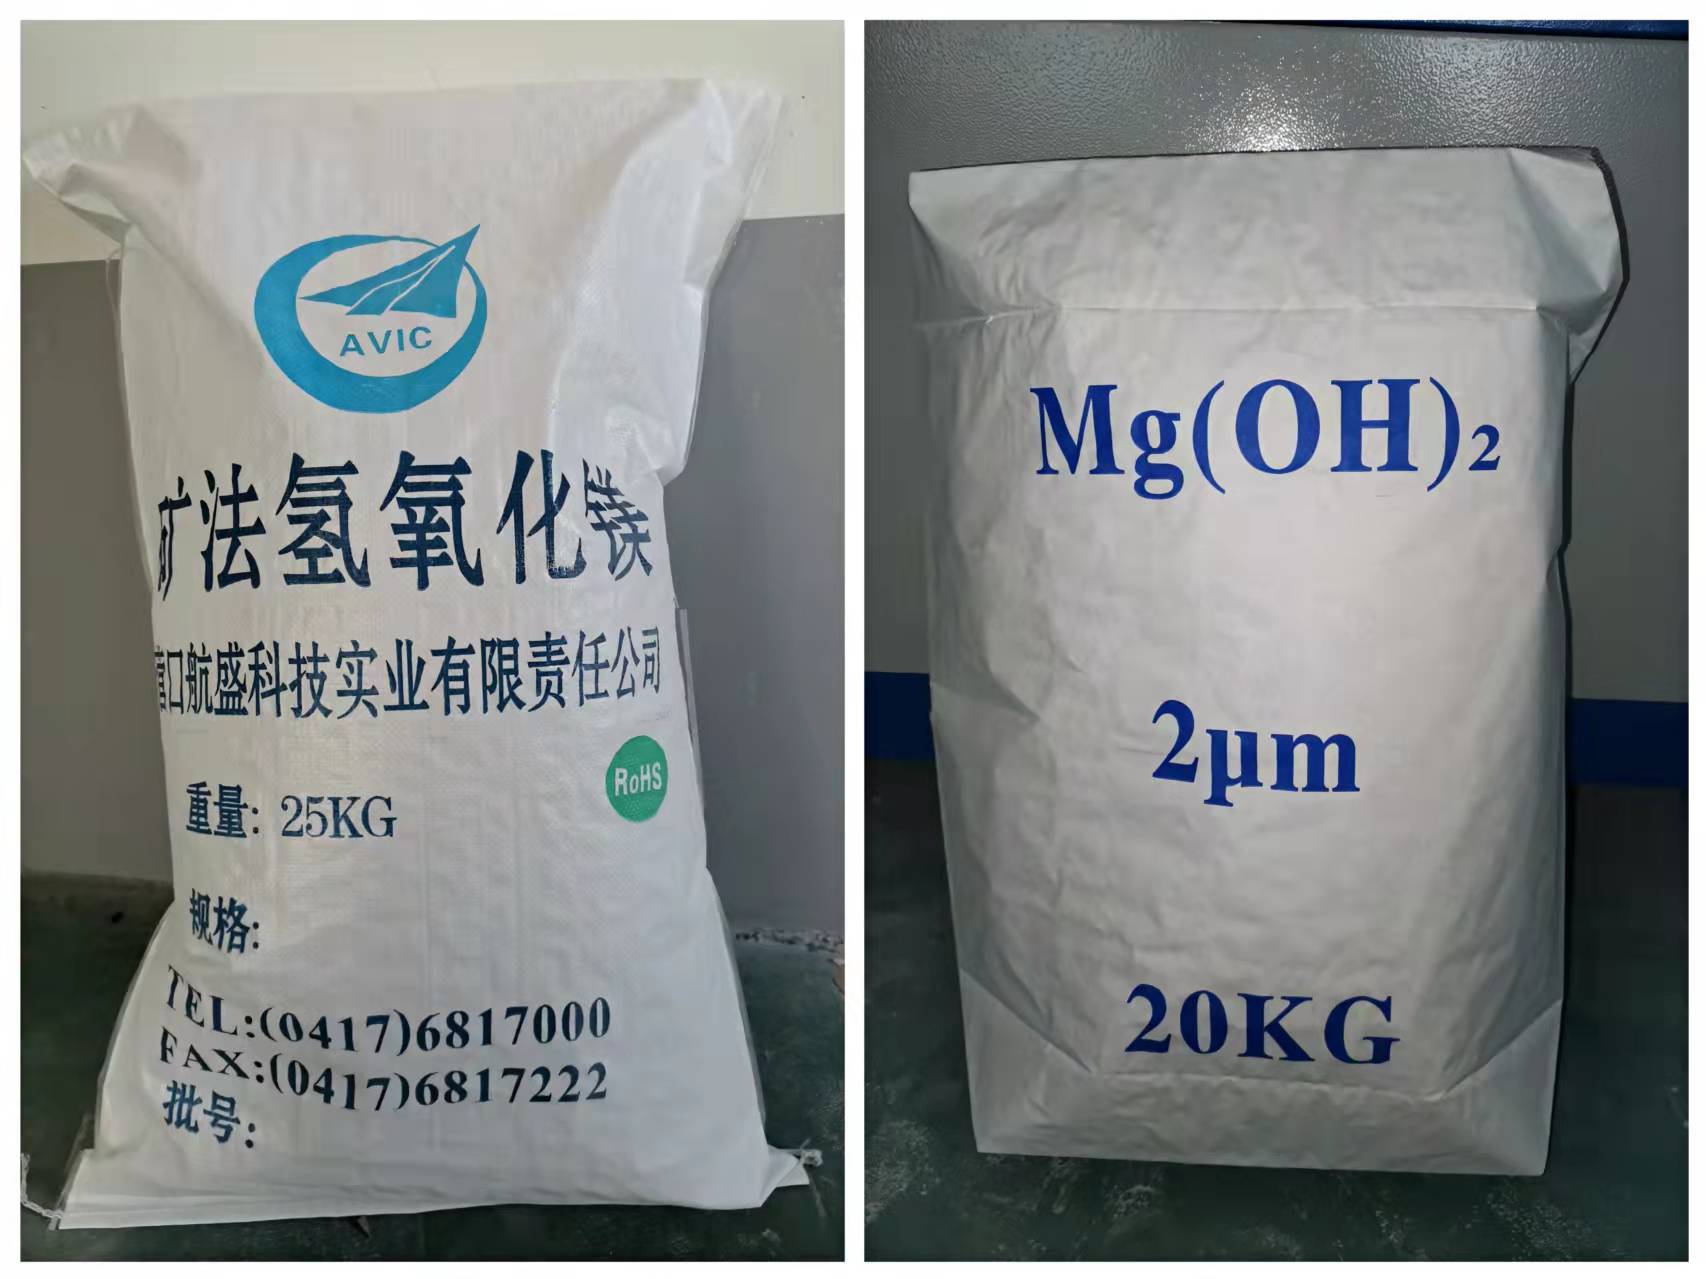 AVIC
矿法氢氧化镁
营口航盛科技实业有限责任公司
RoHS
重量：25KG
规格：
TEL:(0417)6817000
FAX:(0417)6817222
批号：
Mg(OH)₂
2μm
20KG